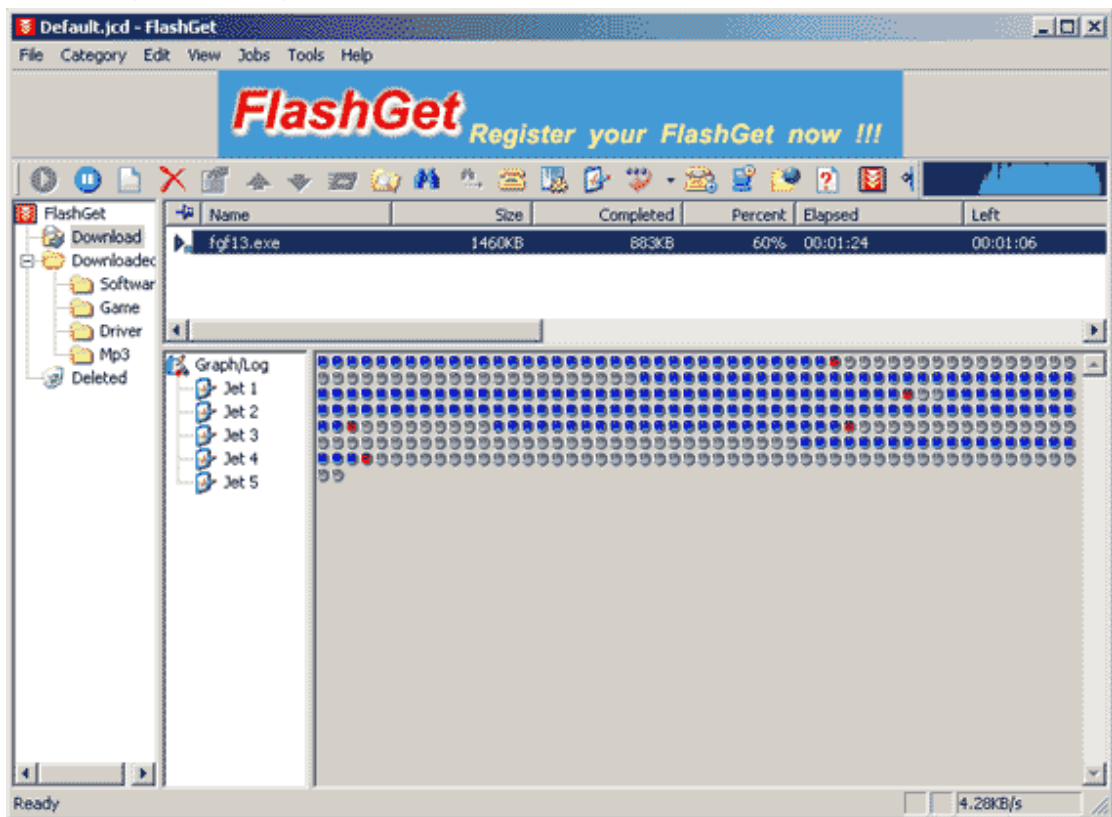 Default.jcd - FlashGet
File Category Edit View Jobs Tools Help
FlashGet Register your FlashGet now !!!
FlashGet
Download
Downloadec
Softwar
Game
Driver
Mp3
Deleted
Name Size Completed Percent Elapsed Left
fgf13.exe 1460KB 883KB 60% 00:01:24 00:01:06
Graph/Log
Jet 1
Jet 2
Jet 3
Jet 4
Jet 5
Ready 4.28KB/s